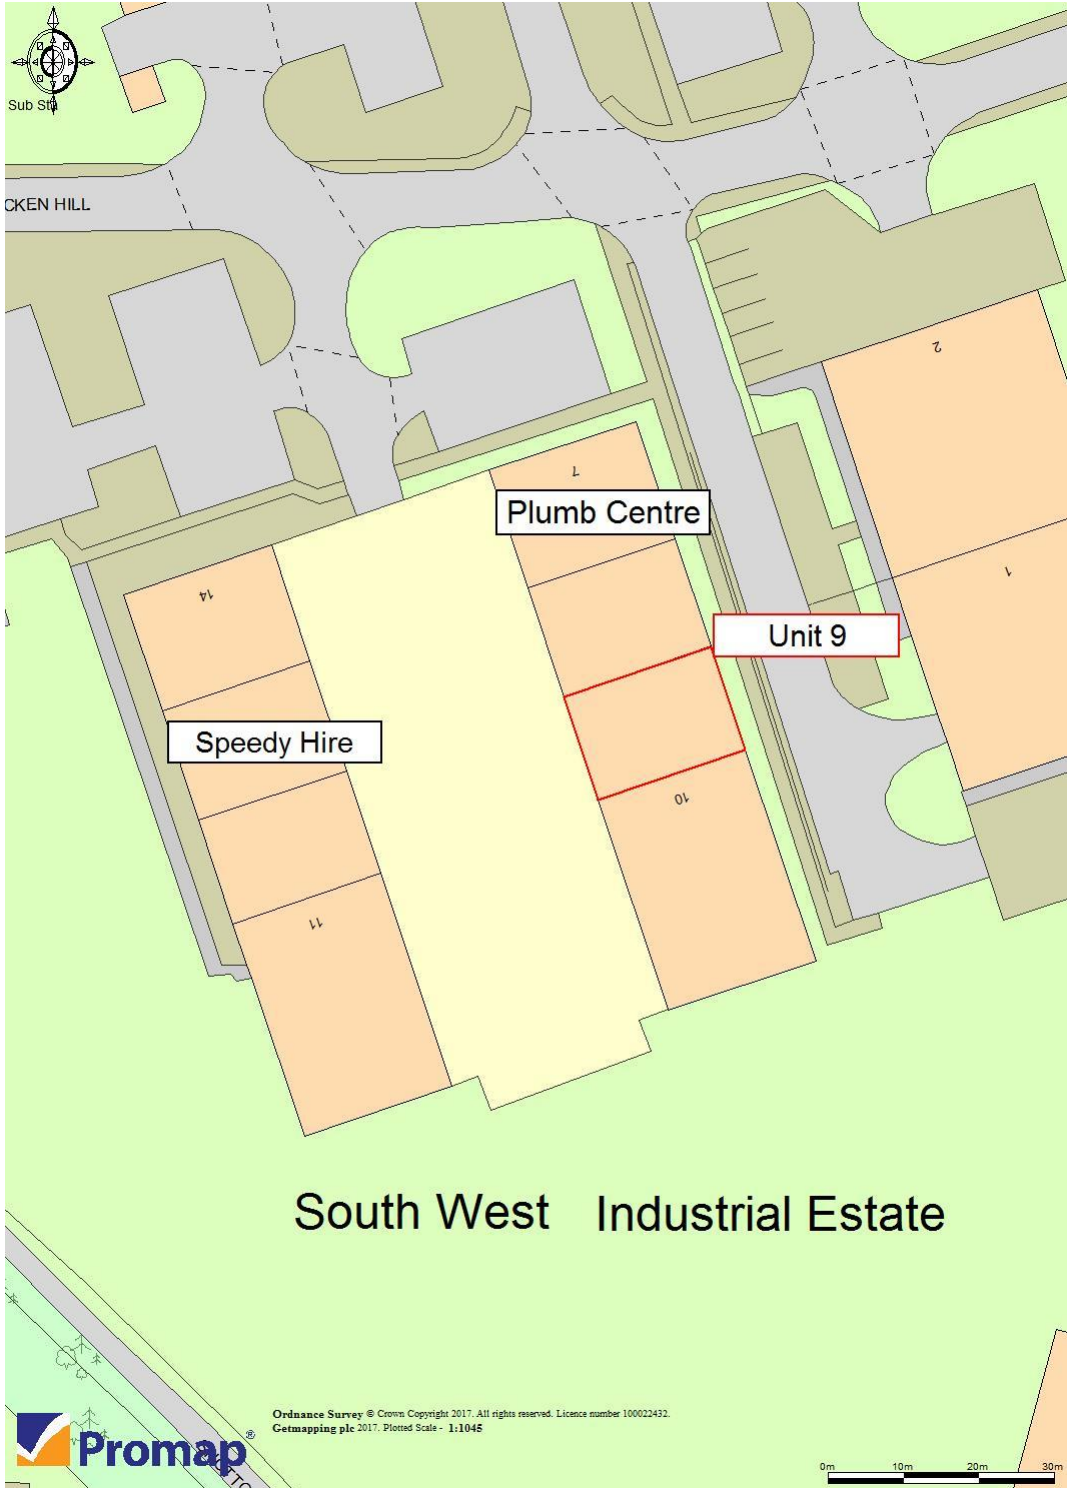 Sub Sta
CKEN HILL
2
7
Plumb Centre
1
14
Unit 9
Speedy Hire
10
11
South West Industrial Estate
Ordnance Survey © Crown Copyright 2017. All rights reserved. Licence number 100022432.
Getmapping plc 2017. Plotted Scale - 1:1045
Promap®
0m 10m 20m 30m